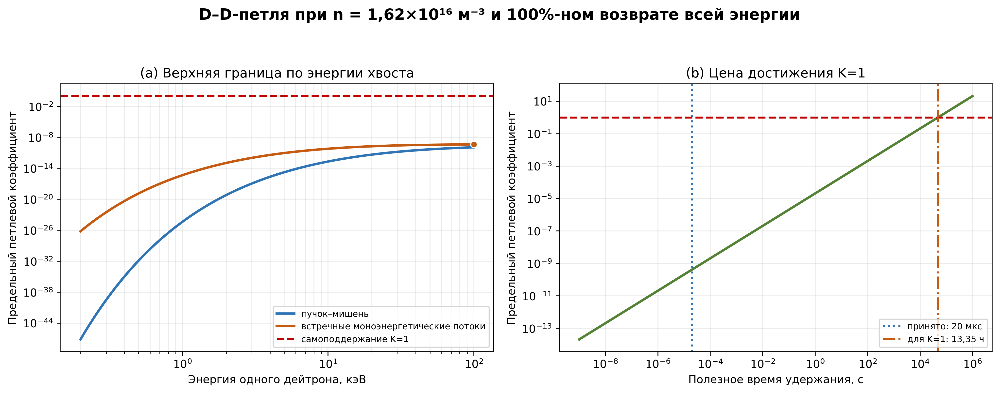 D–D-петля при n = 1,62×10¹⁶ м⁻³ и 100%-ном возврате всей энергии
(a) Верхняя граница по энергии хвоста
Предельный петлевой коэффициент
10⁻²
10⁻⁸
10⁻¹⁴
10⁻²⁰
10⁻²⁶
10⁻³²
10⁻³⁸
10⁻⁴⁴
пучок–мишень
встречные моноэнергетические потоки
самоподдержание K=1
10⁰
10¹
10²
Энергия одного дейтрона, кэВ
(b) Цена достижения K=1
Предельный петлевой коэффициент
10¹
10⁻¹
10⁻³
10⁻⁵
10⁻⁷
10⁻⁹
10⁻¹¹
10⁻¹³
принято: 20 мкс
для K=1: 13,35 ч
10⁻⁸
10⁻⁶
10⁻⁴
10⁻²
10⁰
10²
10⁴
10⁶
Полезное время удержания, с